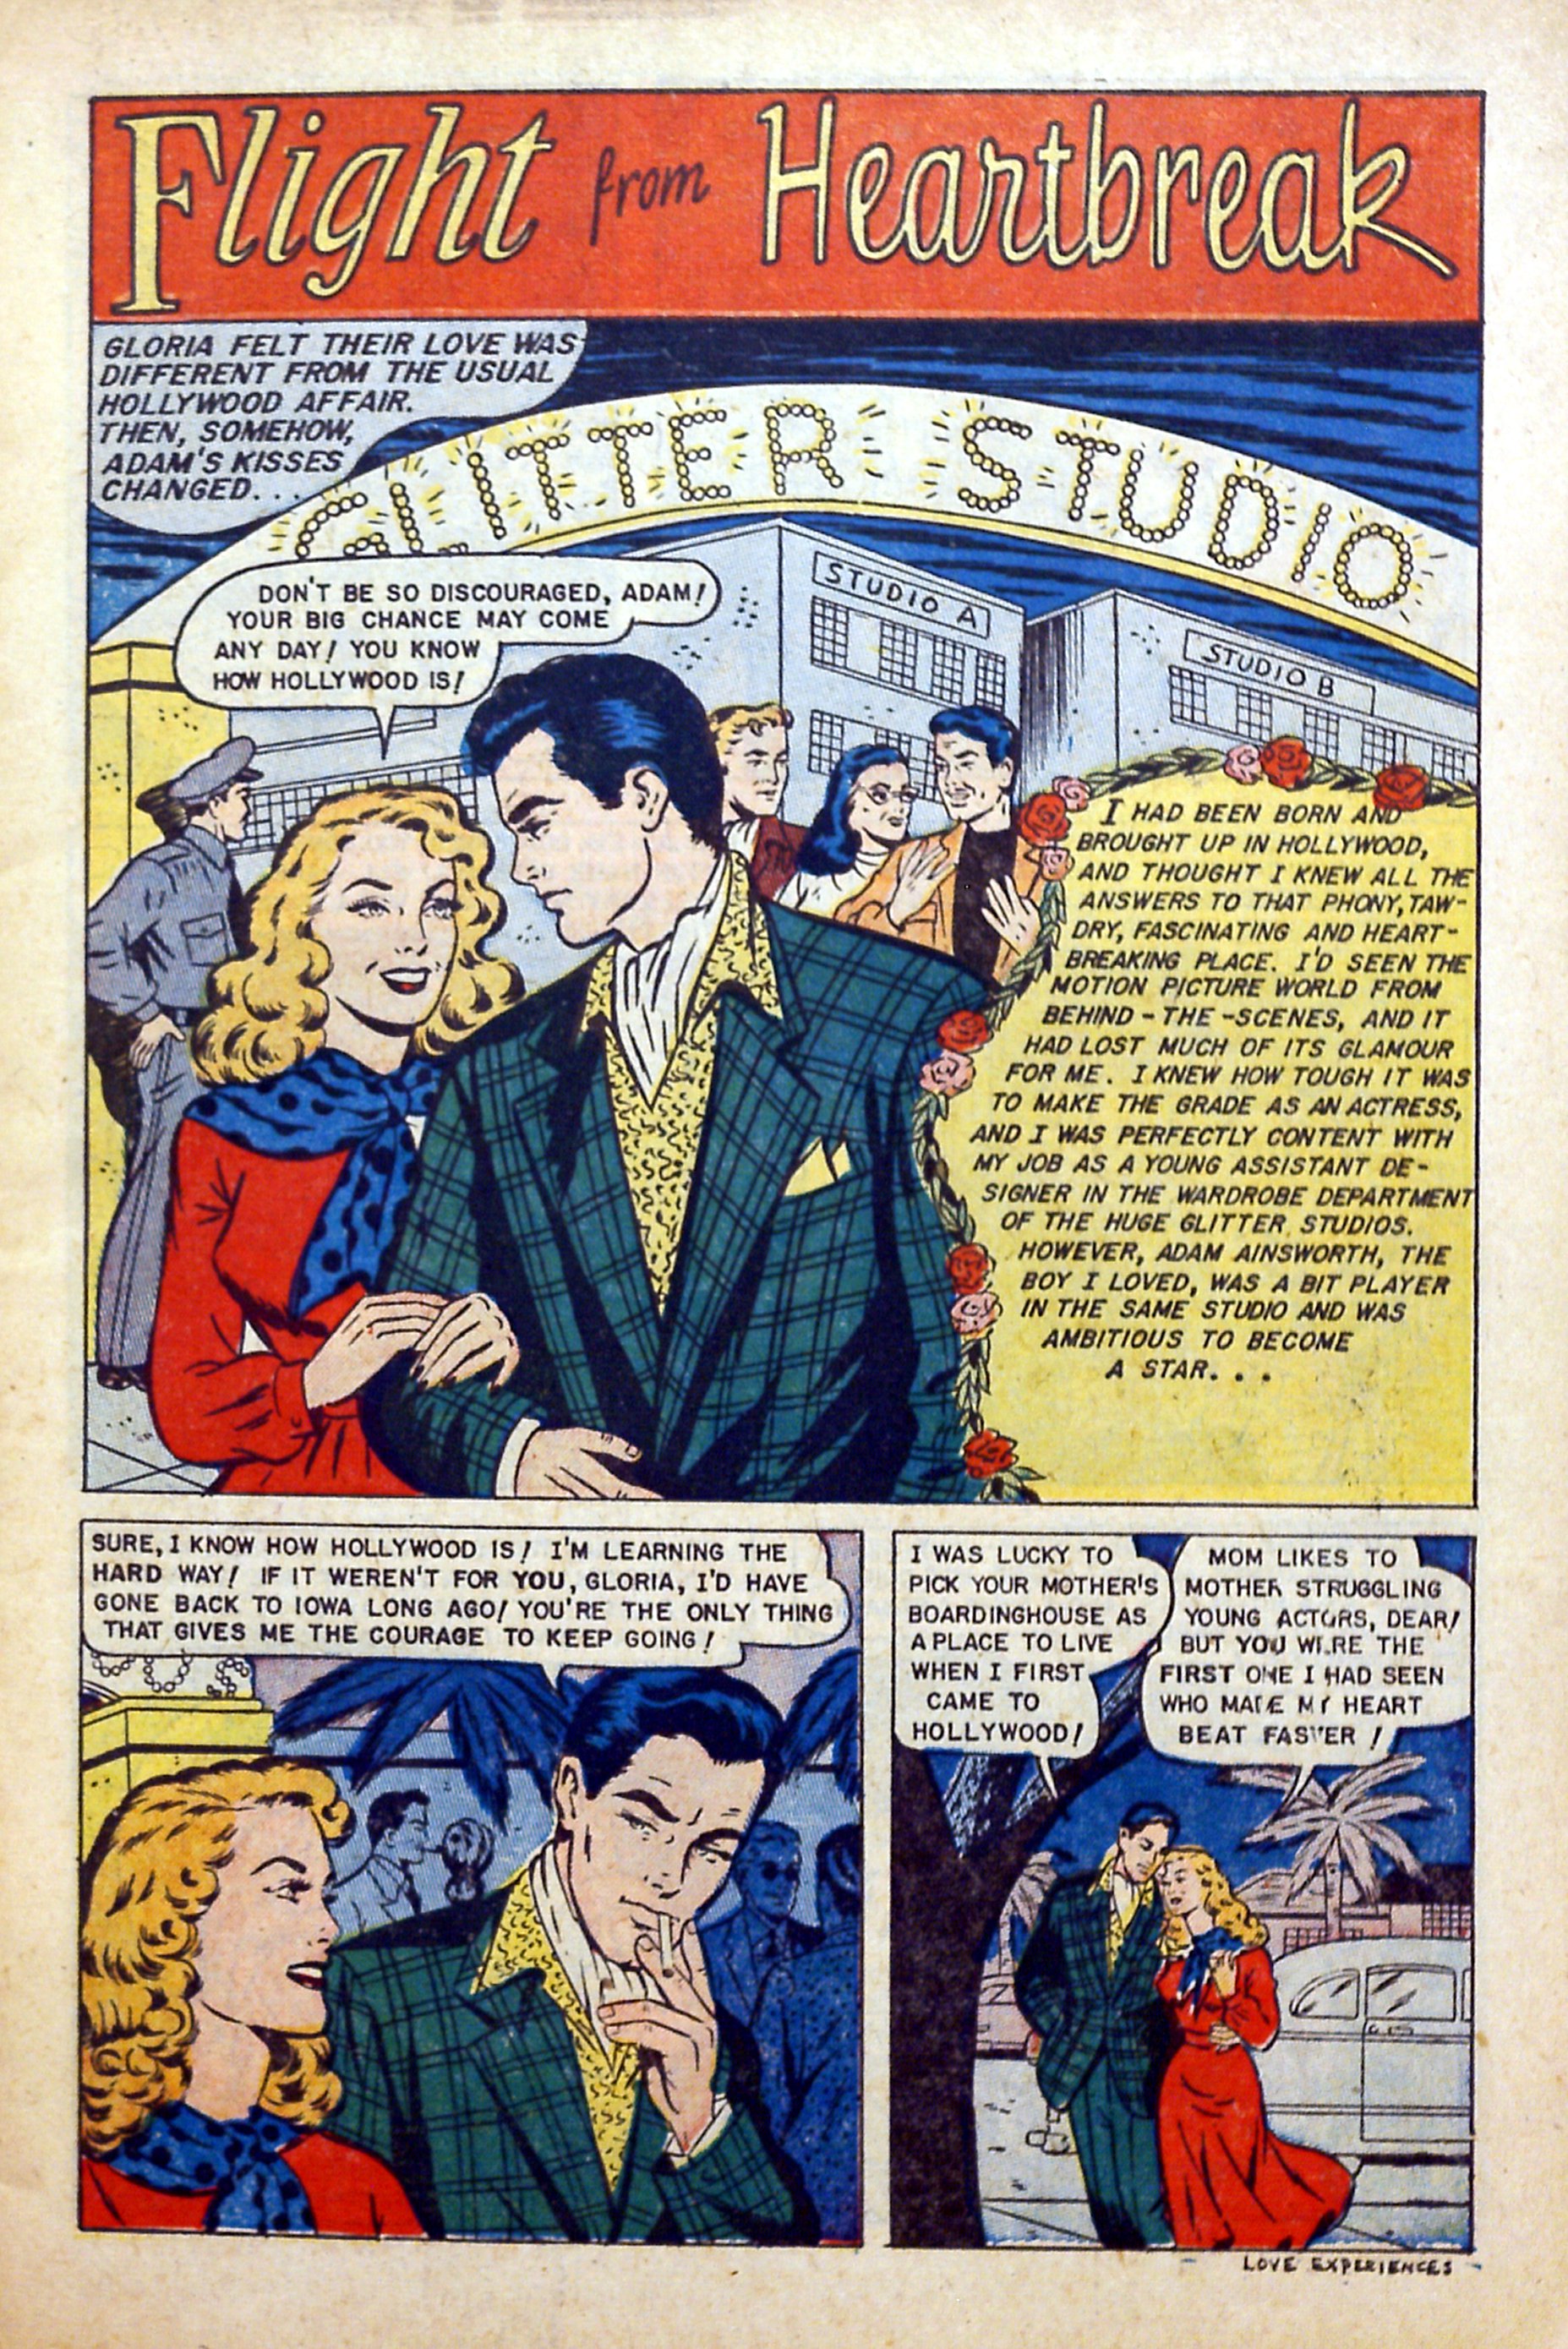 Flight from Heartbreak
GLORIA FELT THEIR LOVE WAS
DIFFERENT FROM THE USUAL
HOLLYWOOD AFFAIR.
THEN, SOMEHOW,
ADAM'S KISSES
CHANGED...
GLITTER STUDIO
DON'T BE SO DISCOURAGED, ADAM!
YOUR BIG CHANCE MAY COME
ANY DAY! YOU KNOW
HOW HOLLYWOOD IS!
STUDIO A
STUDIO B
I HAD BEEN BORN AND
BROUGHT UP IN HOLLYWOOD,
AND THOUGHT I KNEW ALL THE
ANSWERS TO THAT PHONY, TAW-
DRY, FASCINATING AND HEART-
BREAKING PLACE. I'D SEEN THE
MOTION PICTURE WORLD FROM
BEHIND-THE-SCENES, AND IT
HAD LOST MUCH OF ITS GLAMOUR
FOR ME. I KNEW HOW TOUGH IT WAS
TO MAKE THE GRADE AS AN ACTRESS,
AND I WAS PERFECTLY CONTENT WITH
MY JOB AS A YOUNG ASSISTANT DE-
SIGNER IN THE WARDROBE DEPARTMENT
OF THE HUGE GLITTER STUDIOS.
HOWEVER, ADAM AINSWORTH, THE
BOY I LOVED, WAS A BIT PLAYER
IN THE SAME STUDIO AND WAS
AMBITIOUS TO BECOME
A STAR...
SURE, I KNOW HOW HOLLYWOOD IS! I'M LEARNING THE
HARD WAY! IF IT WEREN'T FOR YOU, GLORIA, I'D HAVE
GONE BACK TO IOWA LONG AGO! YOU'RE THE ONLY THING
THAT GIVES ME THE COURAGE TO KEEP GOING!
I WAS LUCKY TO
PICK YOUR MOTHER'S
BOARDINGHOUSE AS
A PLACE TO LIVE
WHEN I FIRST
CAME TO
HOLLYWOOD!
MOM LIKES TO
MOTHER STRUGGLING
YOUNG ACTORS, DEAR!
BUT YOU WERE THE
FIRST ONE I HAD SEEN
WHO MADE MY HEART
BEAT FASTER!
LOVE EXPERIENCES